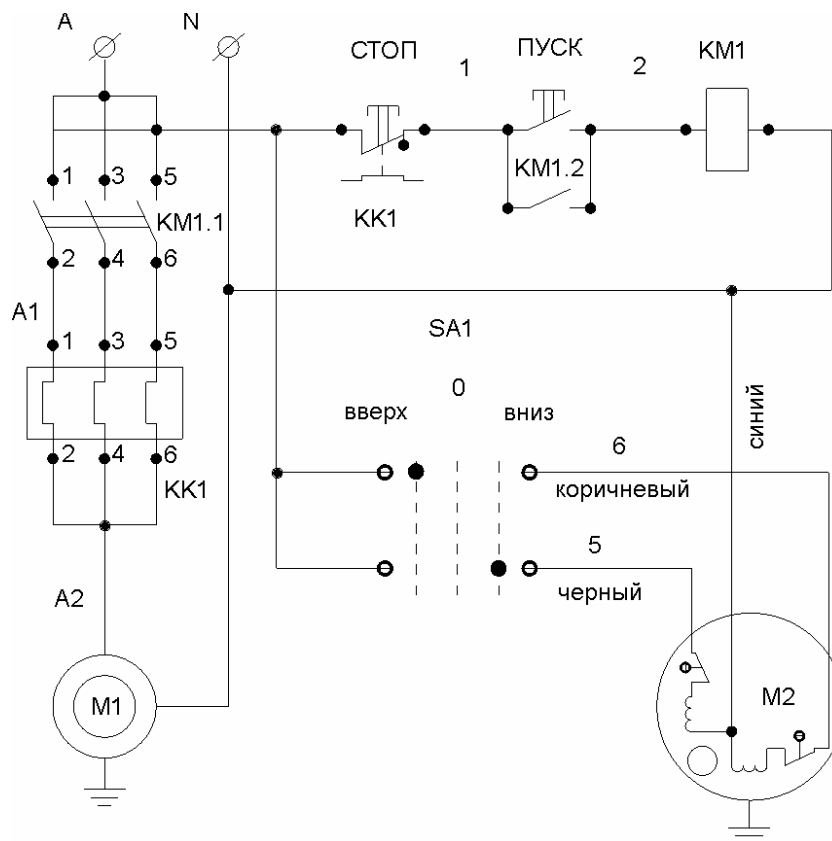 A N
СТОП ПУСК KM1
1 2
1 3 5
KM1.2
KK1
KM1.1
2 4 6
A1
SA1
1 3 5
0
вверх вниз
синий
2 4 6
6
KK1
коричневый
5
A2
черный
M1
M2